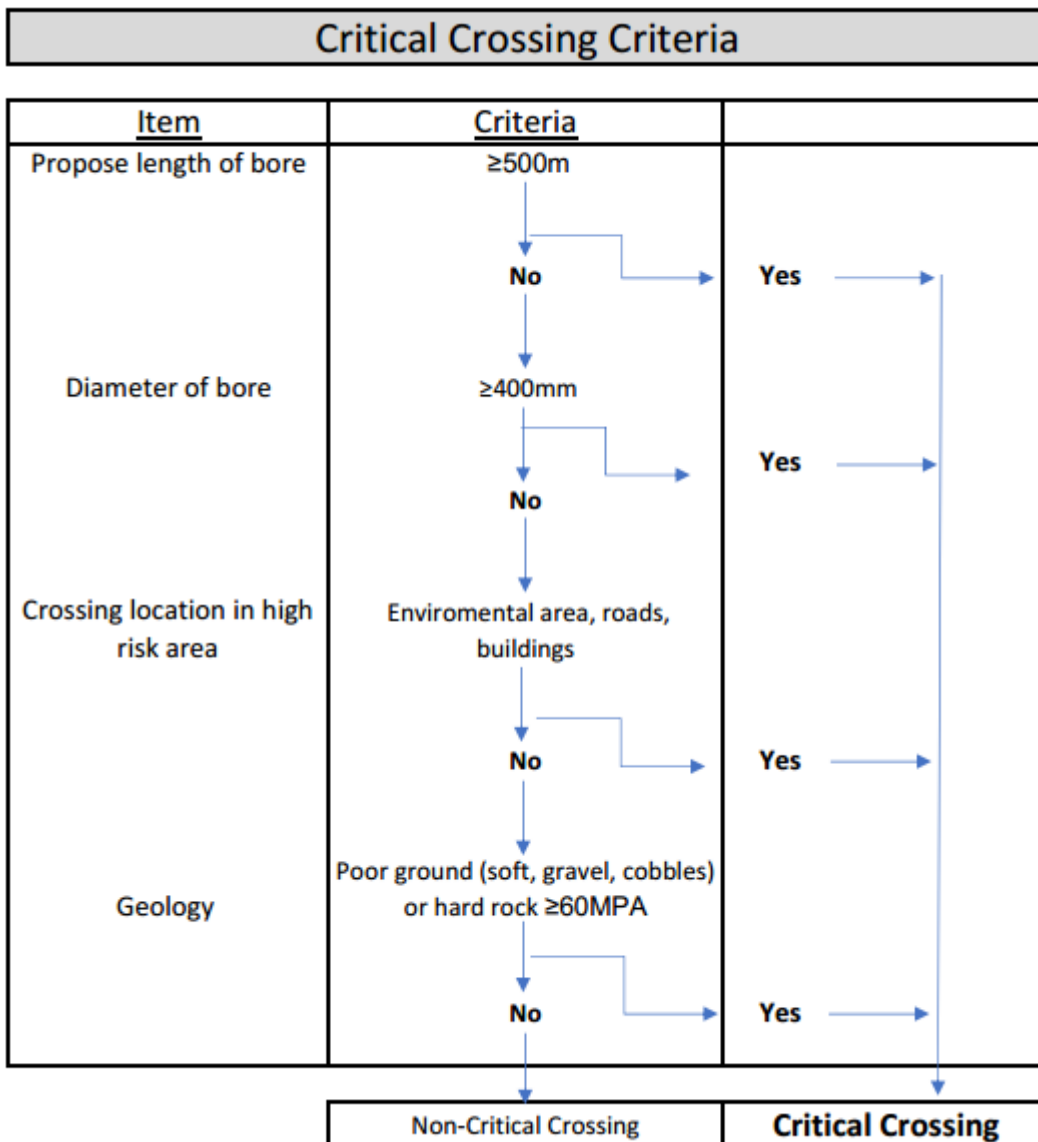 Critical Crossing Criteria
Item
Criteria
Propose length of bore
≥500m
No
Yes
Diameter of bore
≥400mm
Yes
No
Crossing location in high
risk area
Enviromental area, roads,
buildings
No
Yes
Geology
Poor ground (soft, gravel, cobbles)
or hard rock ≥60MPA
No
Yes
Non-Critical Crossing
Critical Crossing